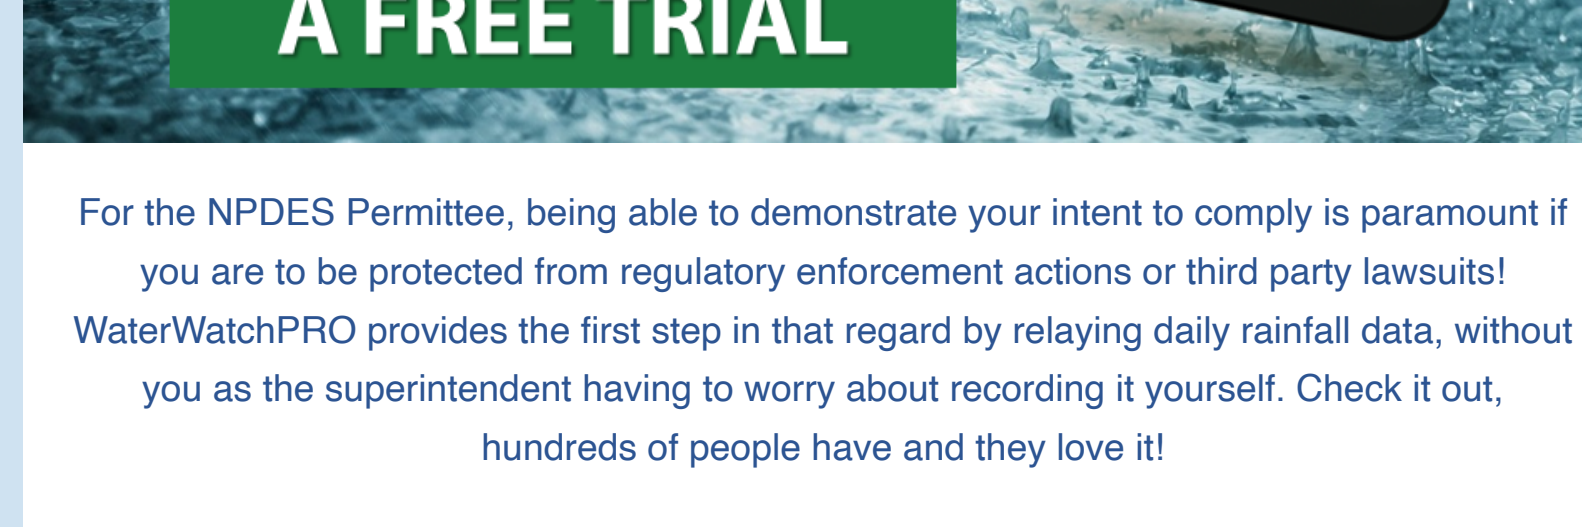 A FREE TRIAL
For the NPDES Permittee, being able to demonstrate your intent to comply is paramount if
you are to be protected from regulatory enforcement actions or third party lawsuits!
WaterWatchPRO provides the first step in that regard by relaying daily rainfall data, without
you as the superintendent having to worry about recording it yourself. Check it out,
hundreds of people have and they love it!